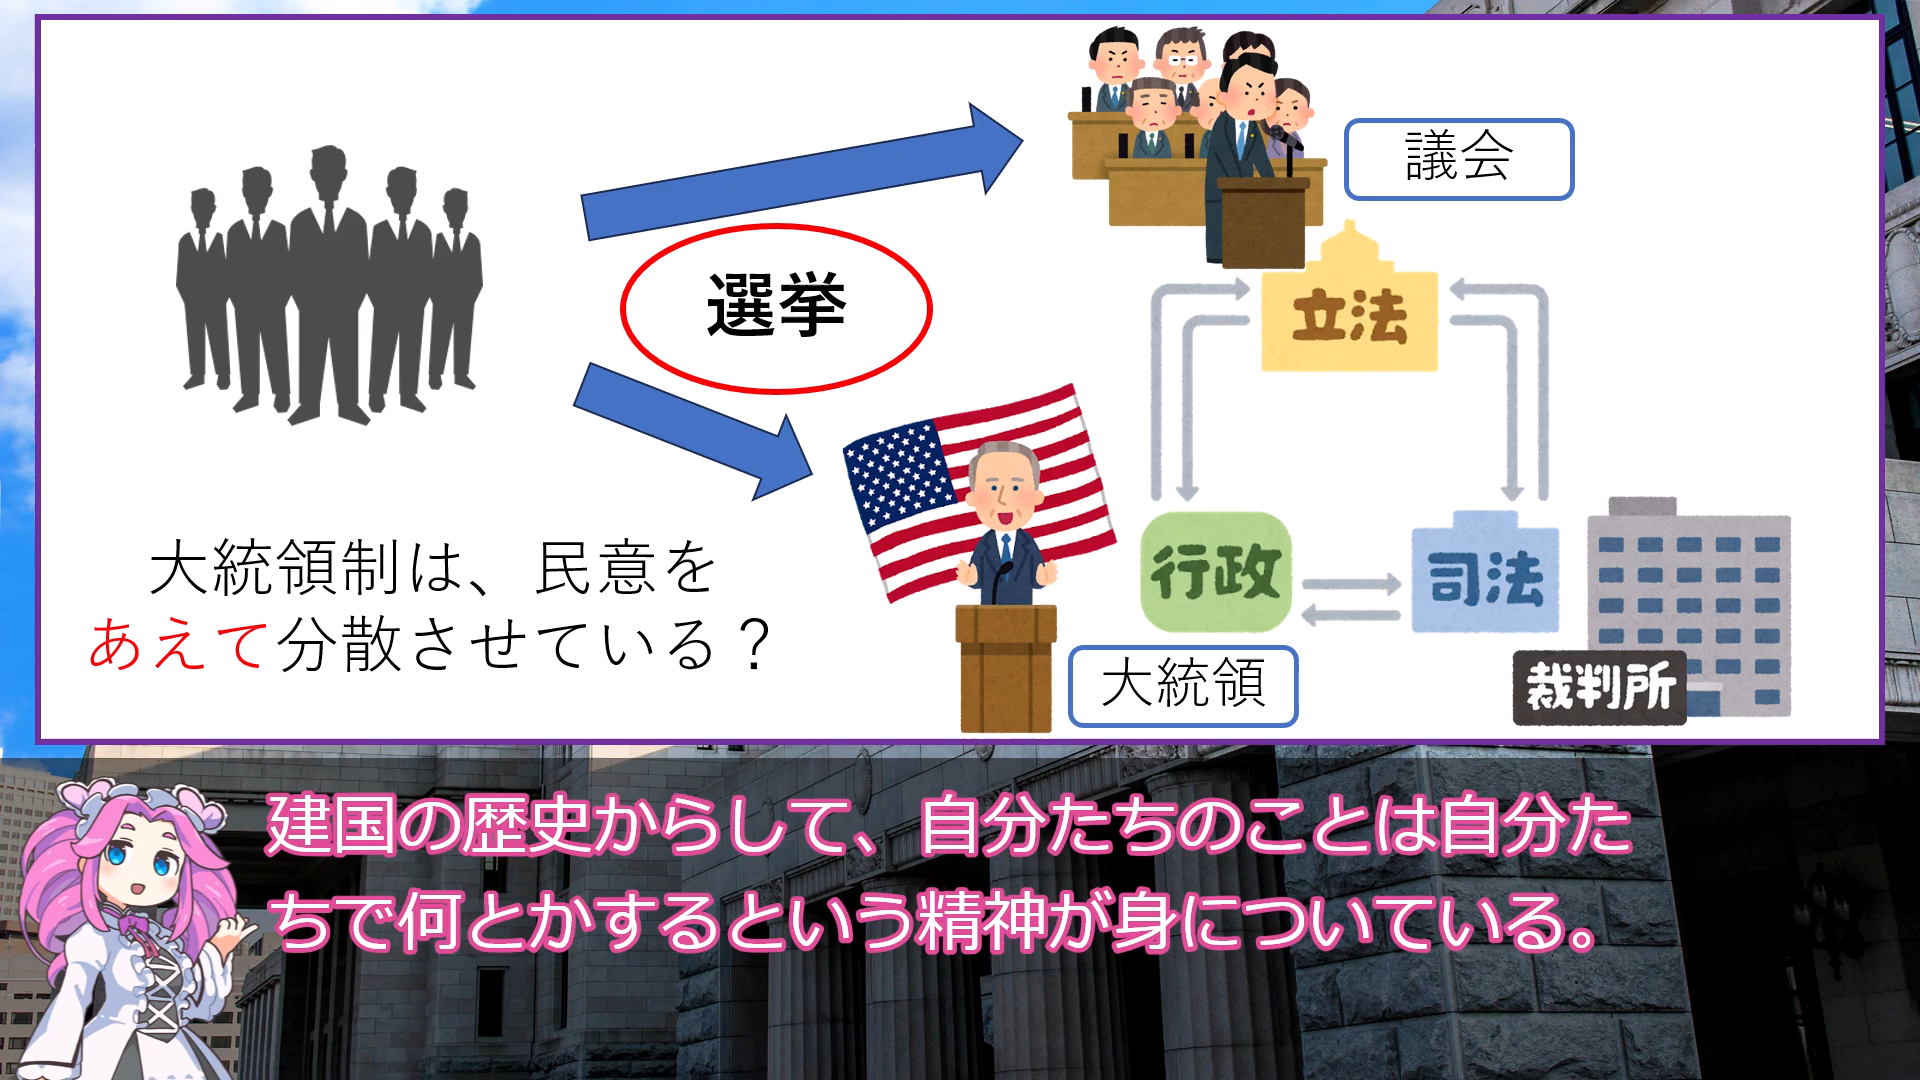 議会
選挙
立法
大統領制は、民意を
あえて分散させている？
行政
司法
大統領
裁判所
建国の歴史からして、自分たちのことは自分た
ちで何とかするという精神が身についている。